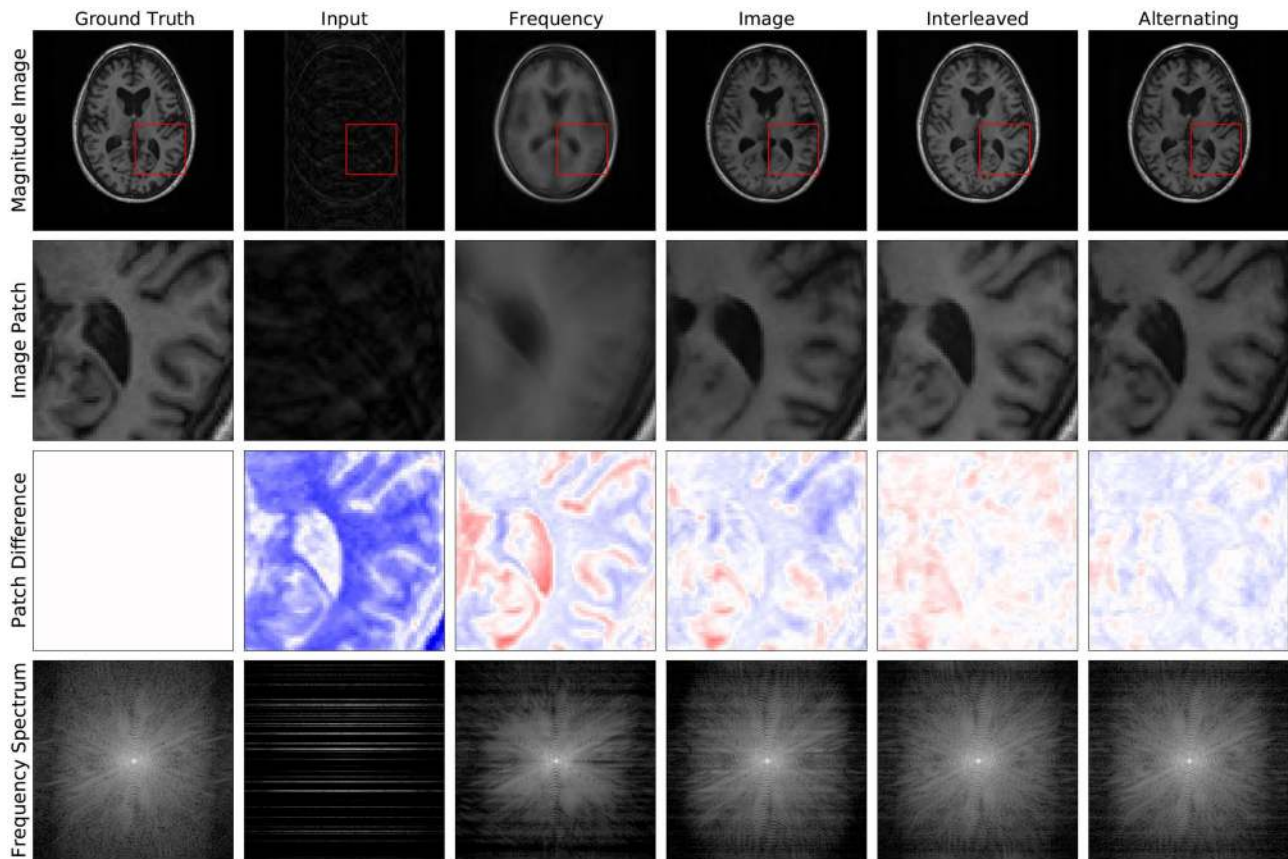 Ground Truth Input Frequency Image Interleaved Alternating
Magnitude Image
Image Patch
Patch Difference
Frequency Spectrum